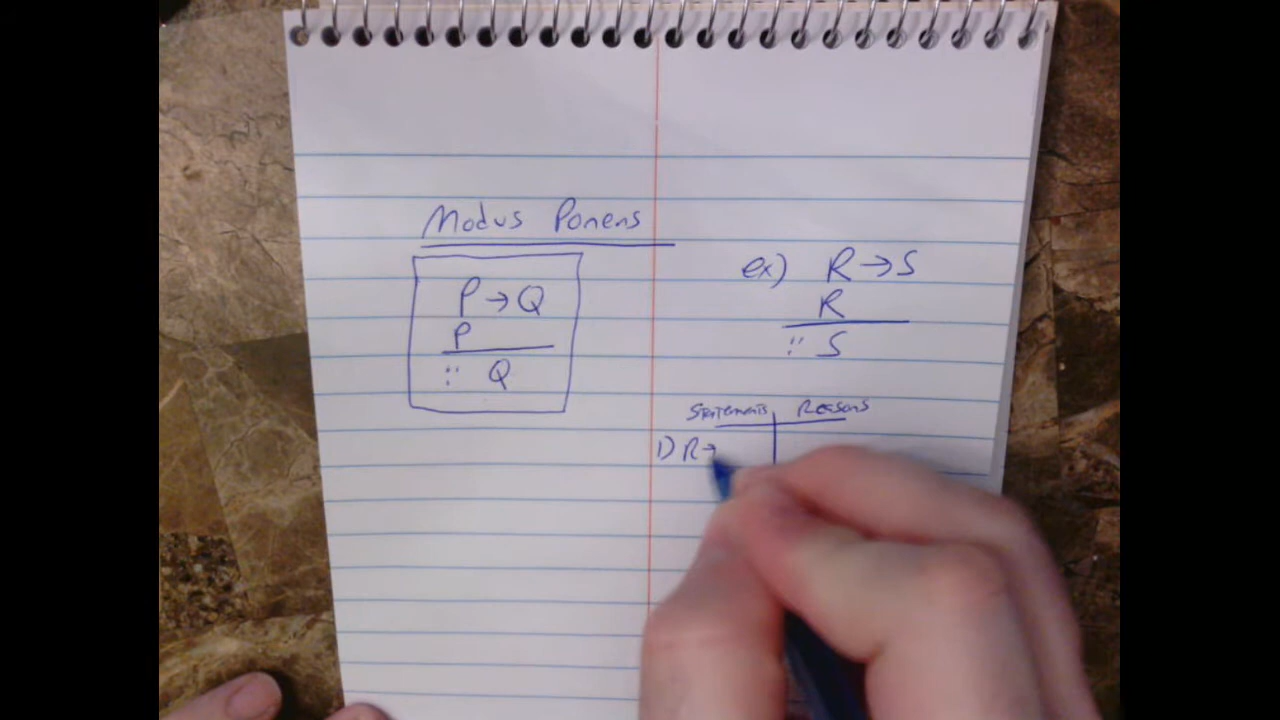 Modus Ponens
P → Q
P
∴ Q
ex) R → S
R
∴ S
Statements Reasons
1) R →